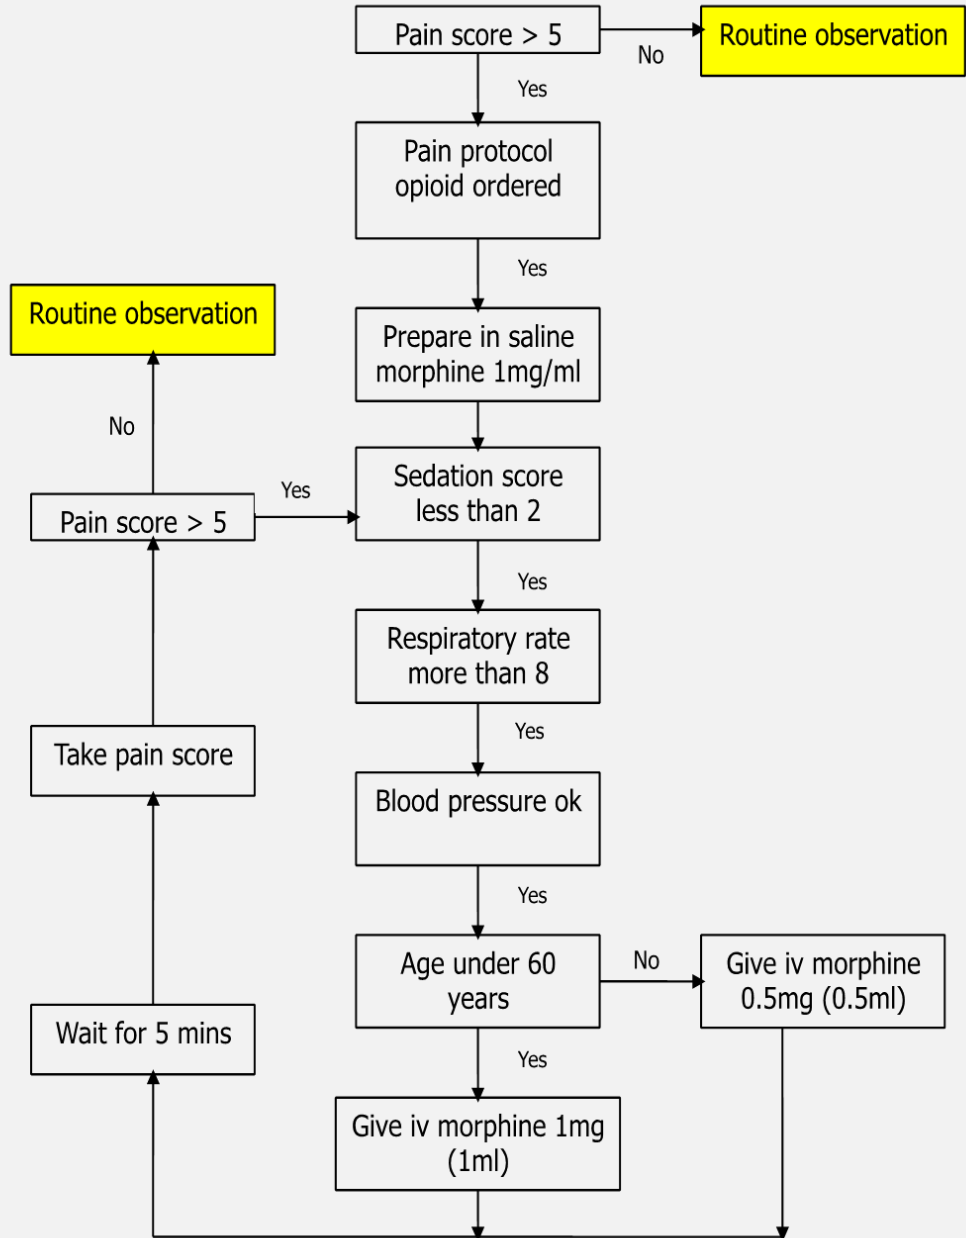 Pain score > 5
No
Routine observation
Yes
Pain protocol
opioid ordered
Yes
Prepare in saline
morphine 1mg/ml
Sedation score
less than 2
Yes
Respiratory rate
more than 8
Yes
Blood pressure ok
Yes
Age under 60
years
No
Give iv morphine
0.5mg (0.5ml)
Yes
Give iv morphine 1mg
(1ml)
Wait for 5 mins
Take pain score
Pain score > 5
Yes
No
Routine observation